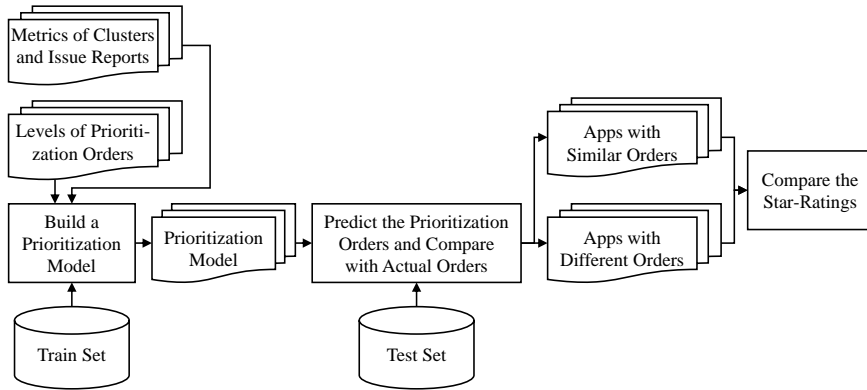 Metrics of Clusters
and Issue Reports
Levels of Prioriti-
zation Orders
Build a
Prioritization
Model
Prioritization
Model
Predict the Prioritization
Orders and Compare
with Actual Orders
Apps with
Similar Orders
Apps with
Different Orders
Compare the
Star-Ratings
Train Set
Test Set